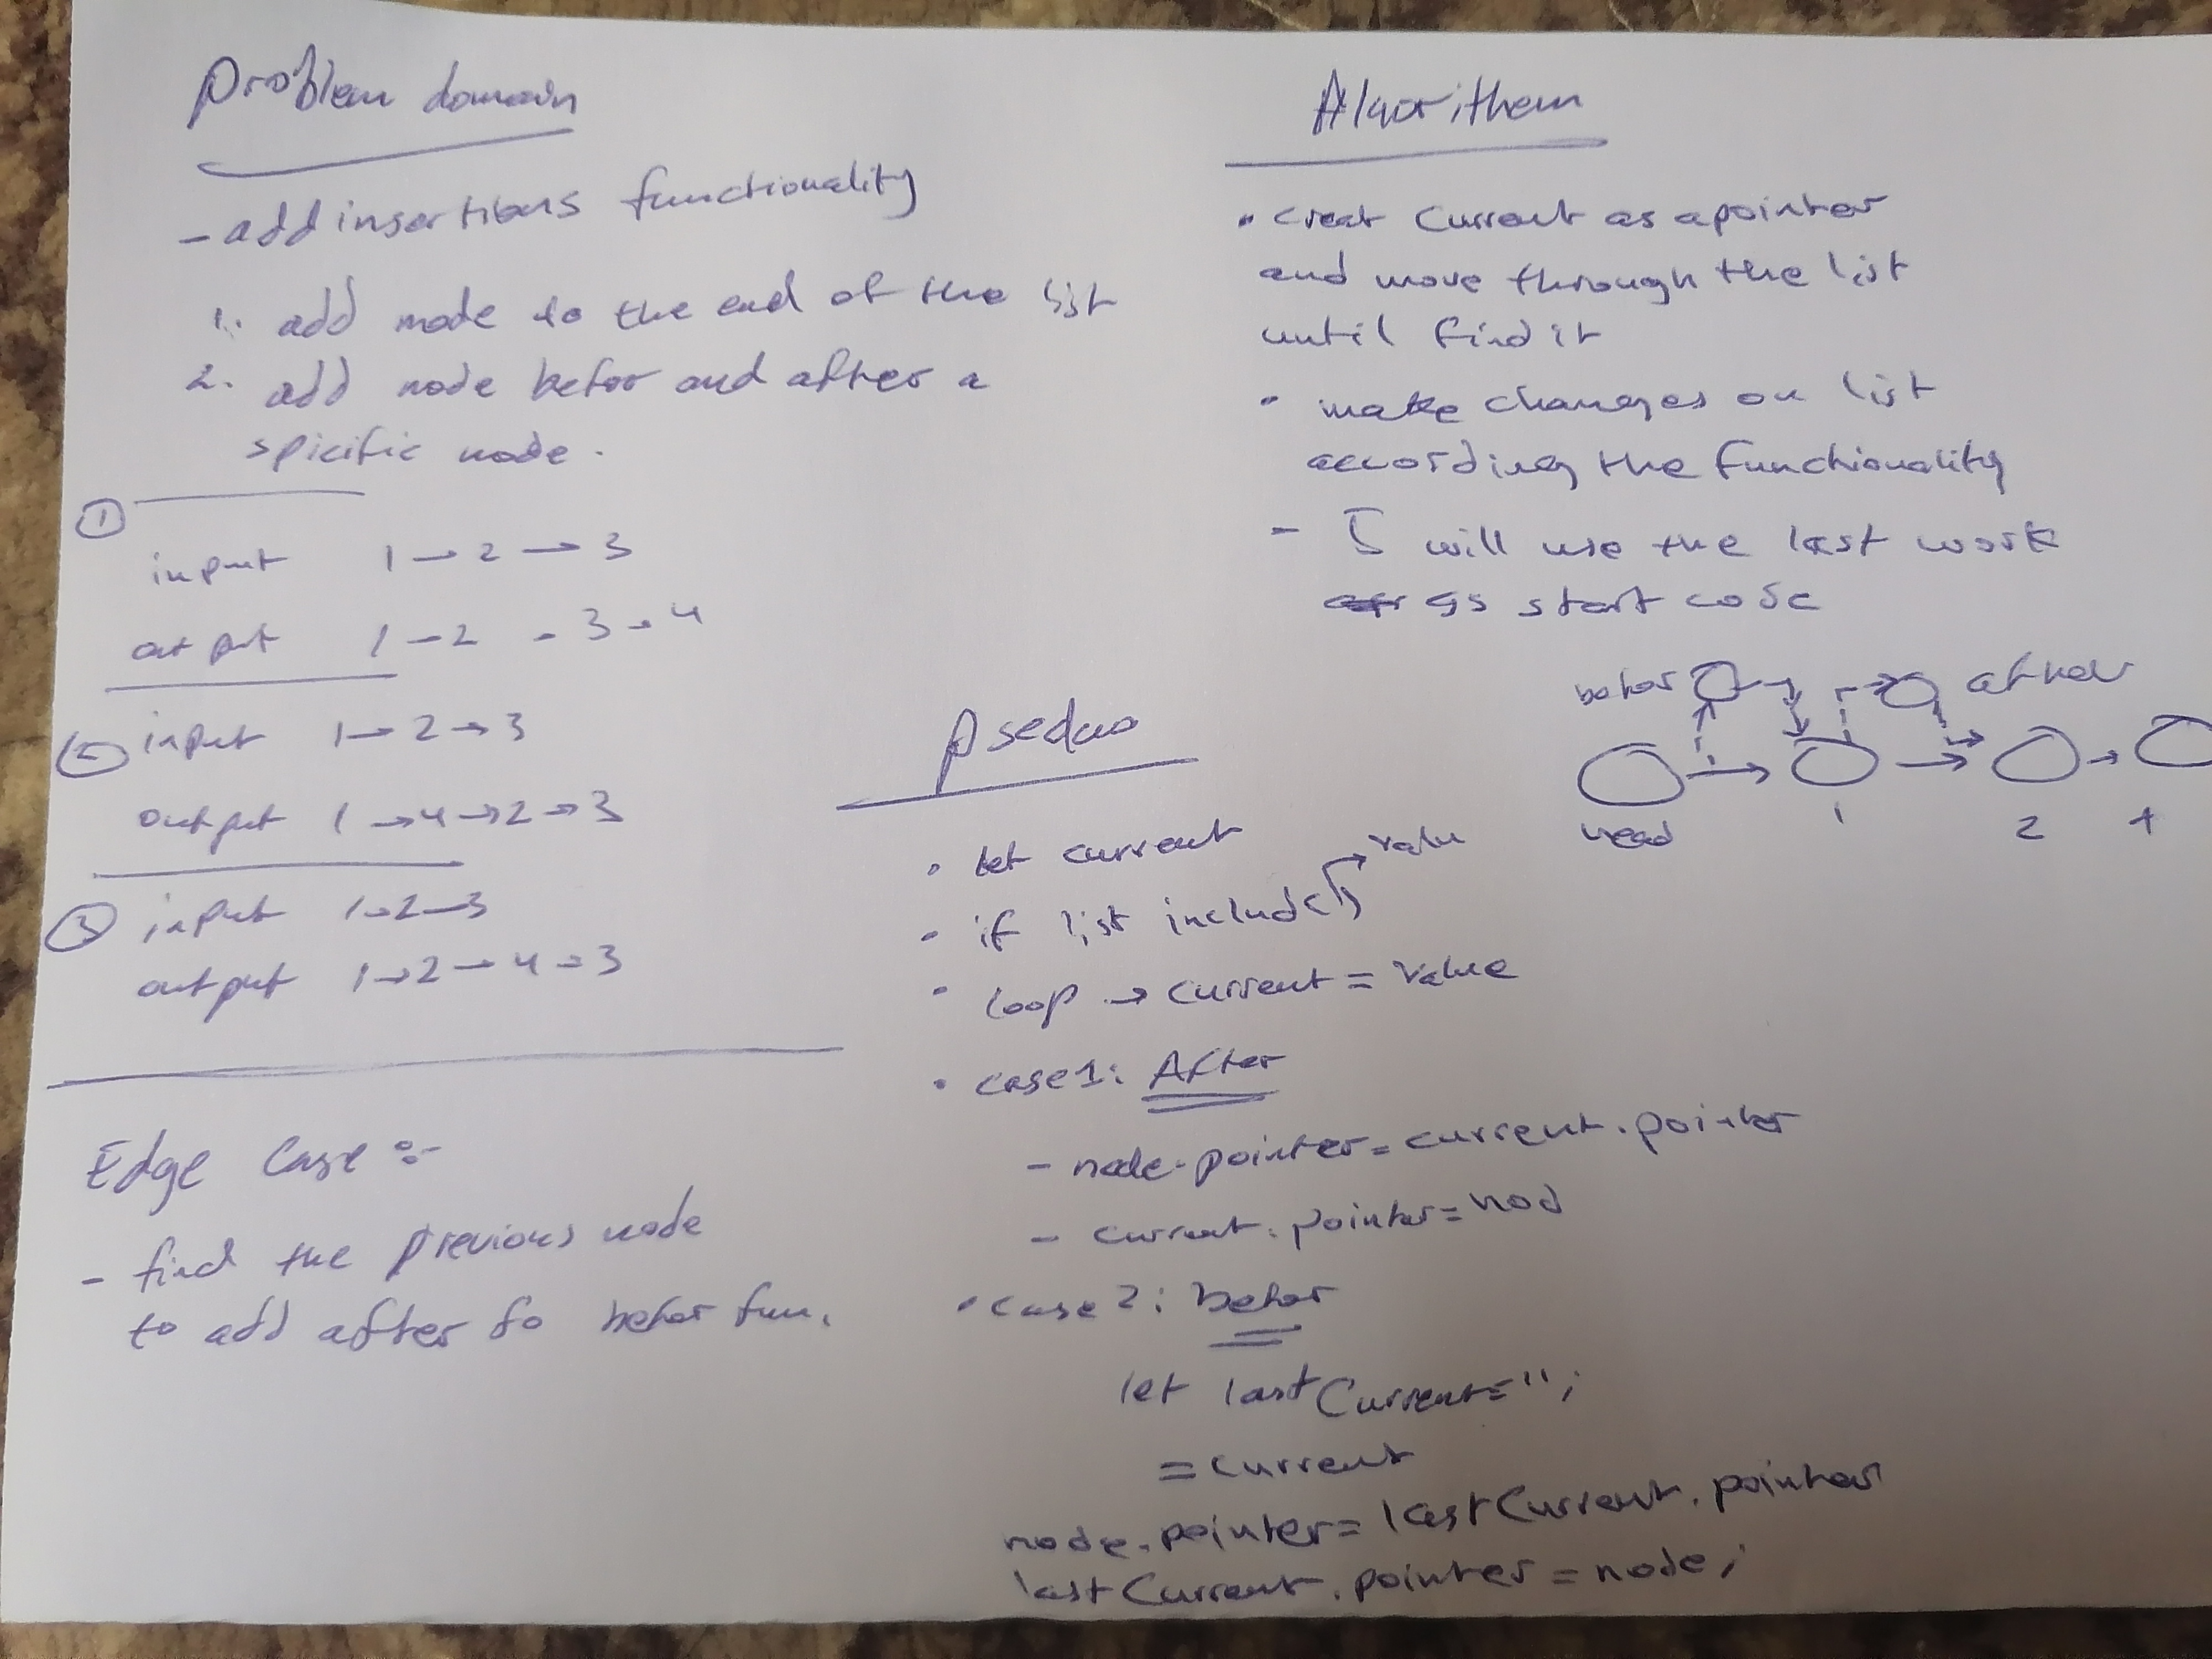 problem domain
- add insertions functionality
1. add node to the end of the list
2. add node befor and after a
spicific node.
①
input 1 → 2 → 3
output 1 - 2 - 3 → 4
② input 1 → 2 → 3
output 1 → 4 → 2 → 3
③ input 1 → 2 → 3
output 1 → 2 → 4 → 3
Edge Case :-
- find the previous node
to add after fo befor fun.
Algorithem
• creat current as apointer
and move through the list
until find it
• make changes on list
according the functionality
- I will use the last work
as start code
befor after
head 1 2
pseduo
• let current
value
• if list includ()
• loop → current = value
• case1: After
- node.pointer = current.pointer
- current.pointer = nod
• case 2: befor
let lastCurrent = '';
= current
node.pointer = lastCurrent.pointer
lastCurrent.pointer = node;